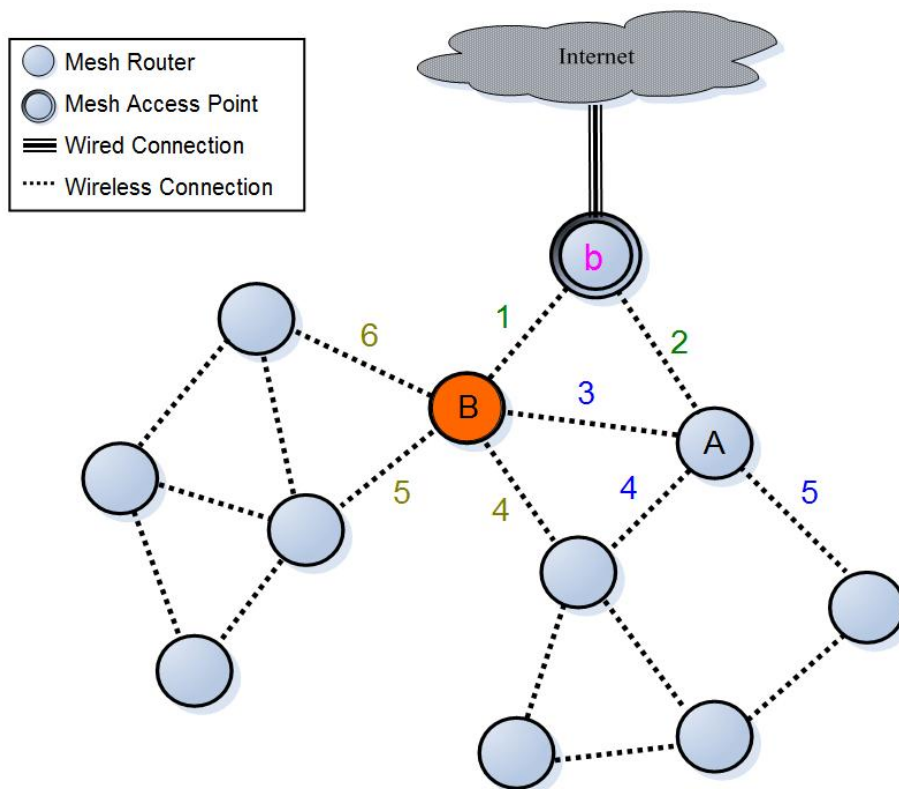 Internet
Mesh Router
Mesh Access Point
Wired Connection
Wireless Connection
b
1
2
6
3
B
A
5
4
4
5